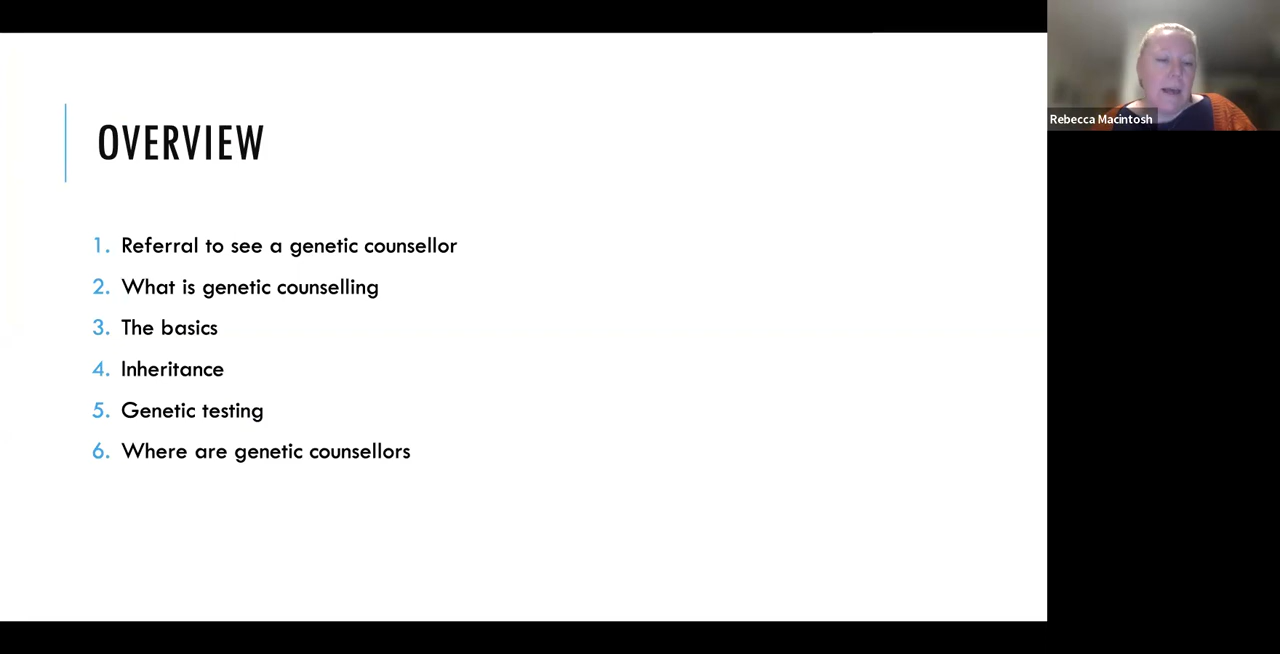 OVERVIEW
1. Referral to see a genetic counsellor
2. What is genetic counselling
3. The basics
4. Inheritance
5. Genetic testing
6. Where are genetic counsellors
Rebecca Macintosh